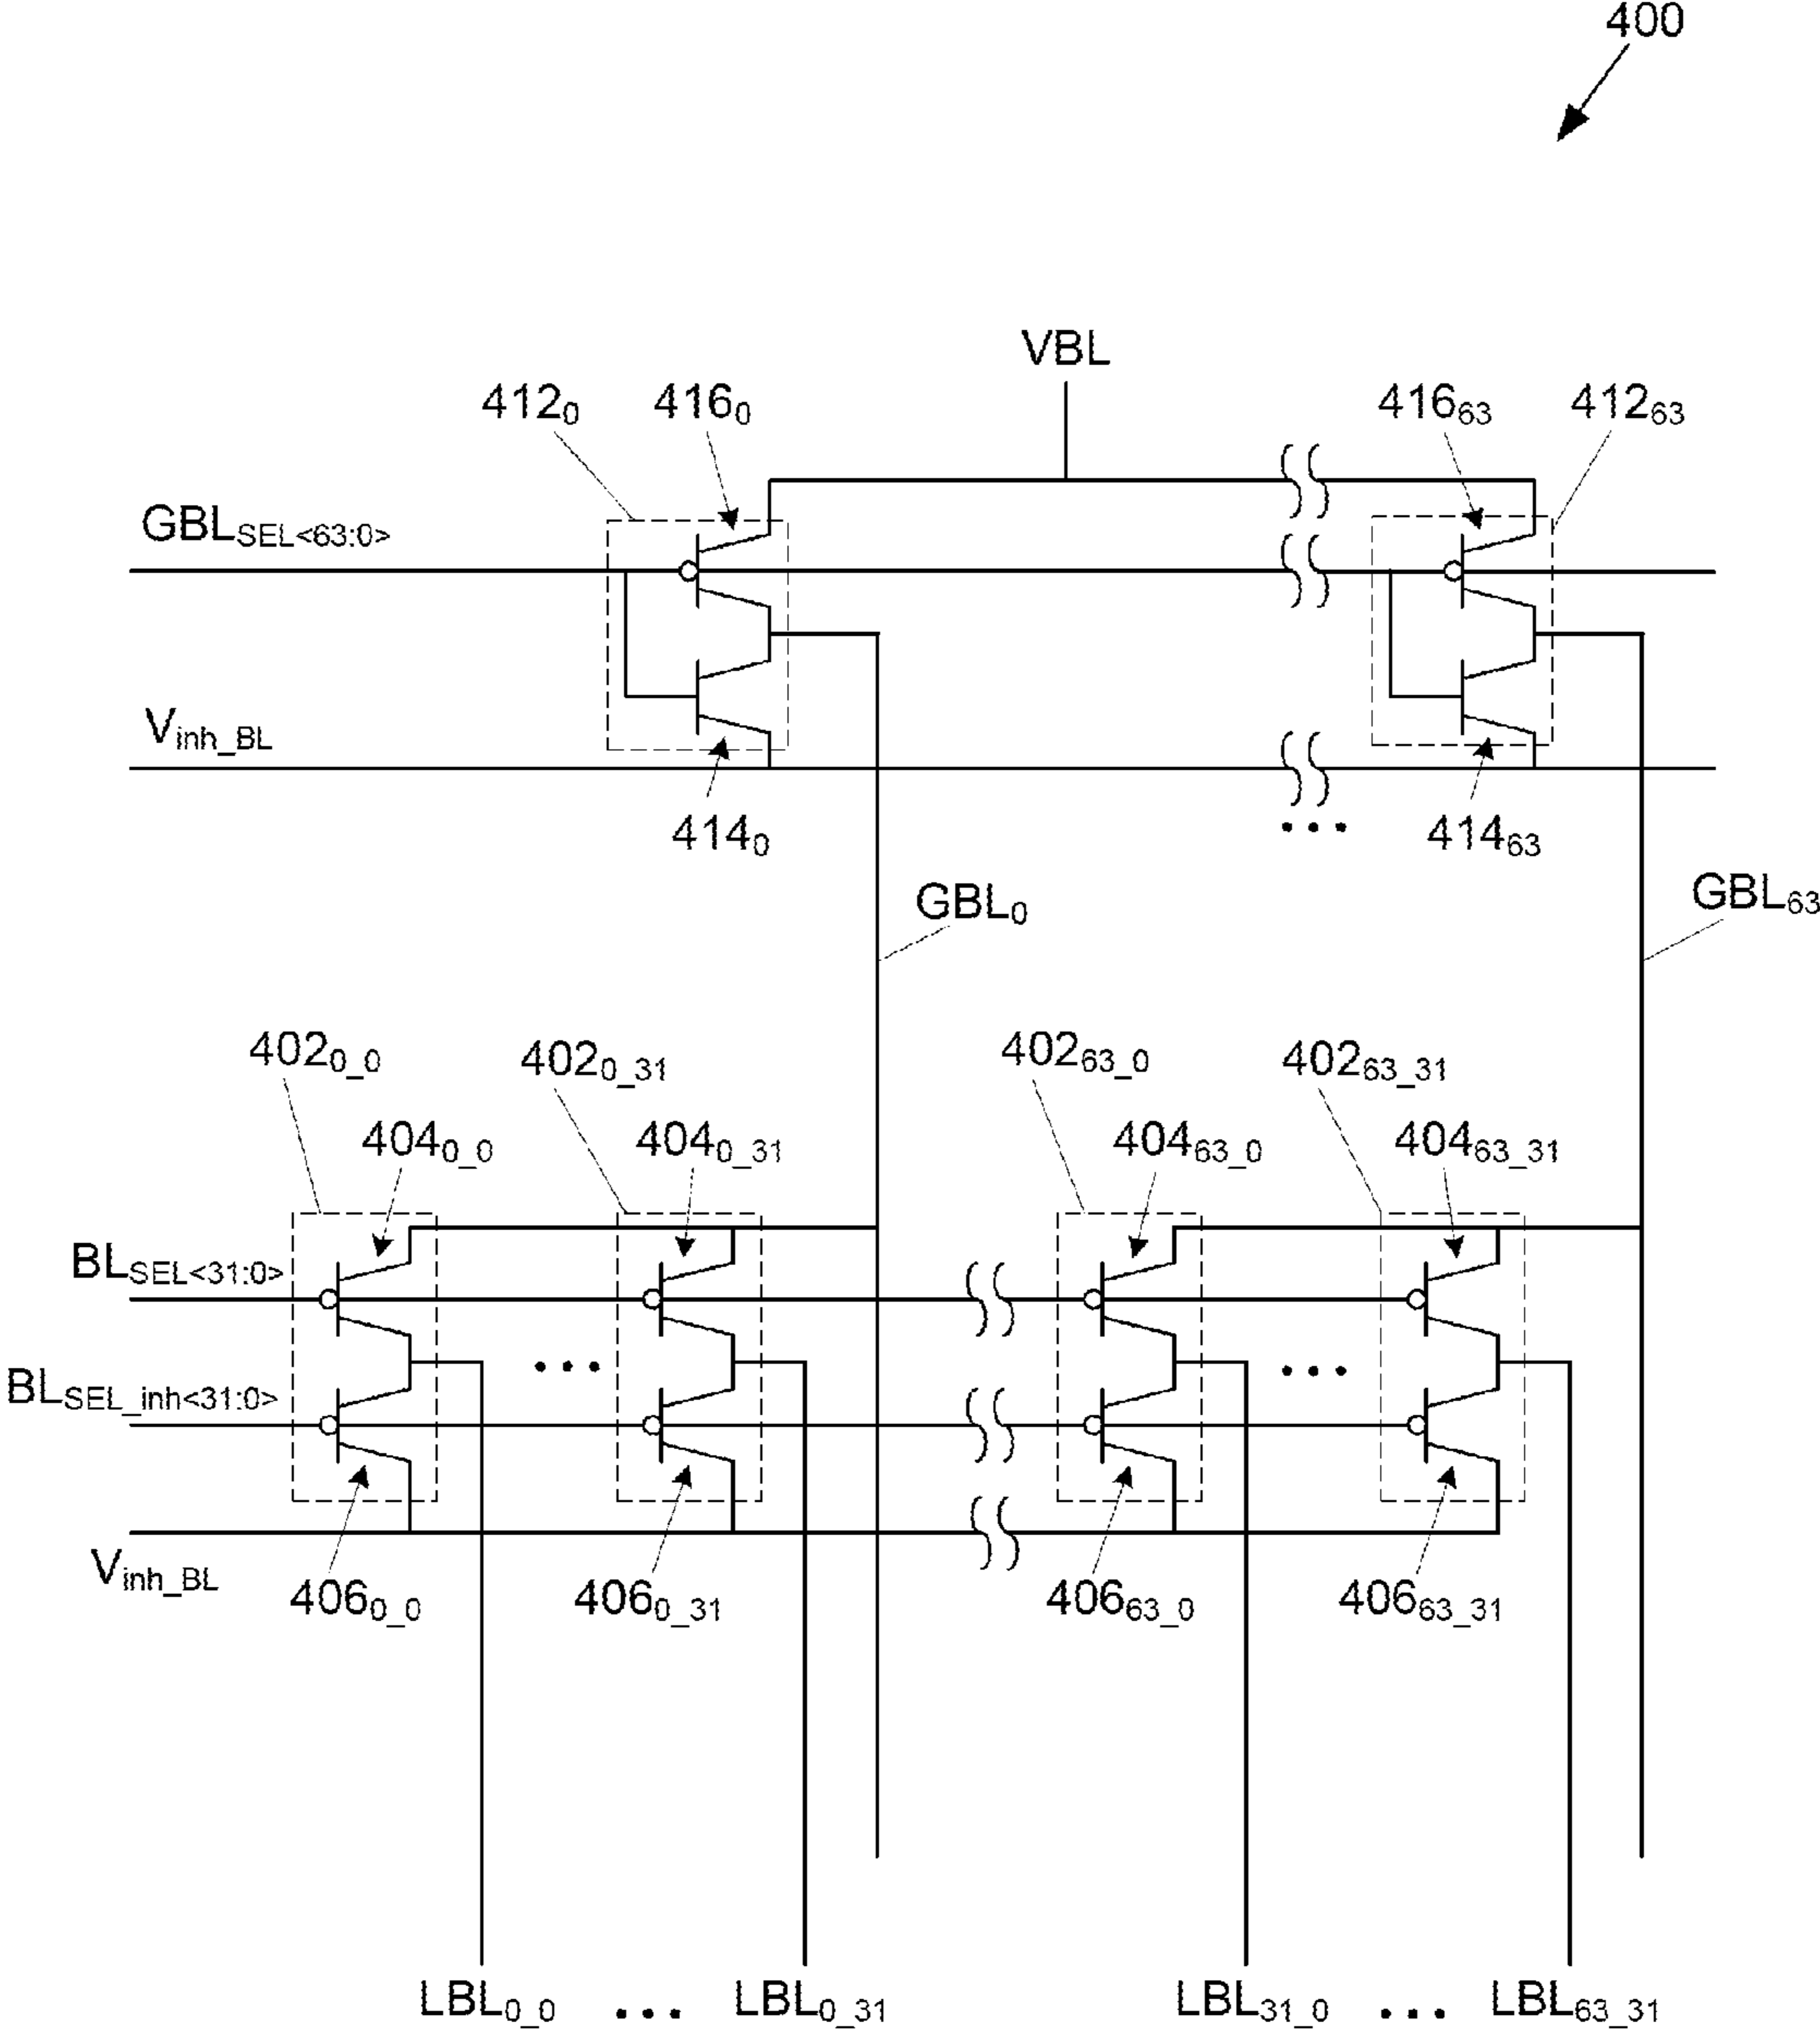 400
VBL
412₀ 416₀ 416₆₃ 412₆₃
GBL_SEL<63:0>
V_inh_BL
414₀ ••• 414₆₃
GBL₀ GBL₆₃
402₀_₀ 402₀_₃₁ 402₆₃_₀ 402₆₃_₃₁
404₀_₀ 404₀_₃₁ 404₆₃_₀ 404₆₃_₃₁
BL_SEL<31:0>
••• •••
BL_SEL_inh<31:0>
V_inh_BL
406₀_₀ 406₀_₃₁ 406₆₃_₀ 406₆₃_₃₁
LBL₀_₀ ••• LBL₀_₃₁ LBL₃₁_₀ ••• LBL₆₃_₃₁